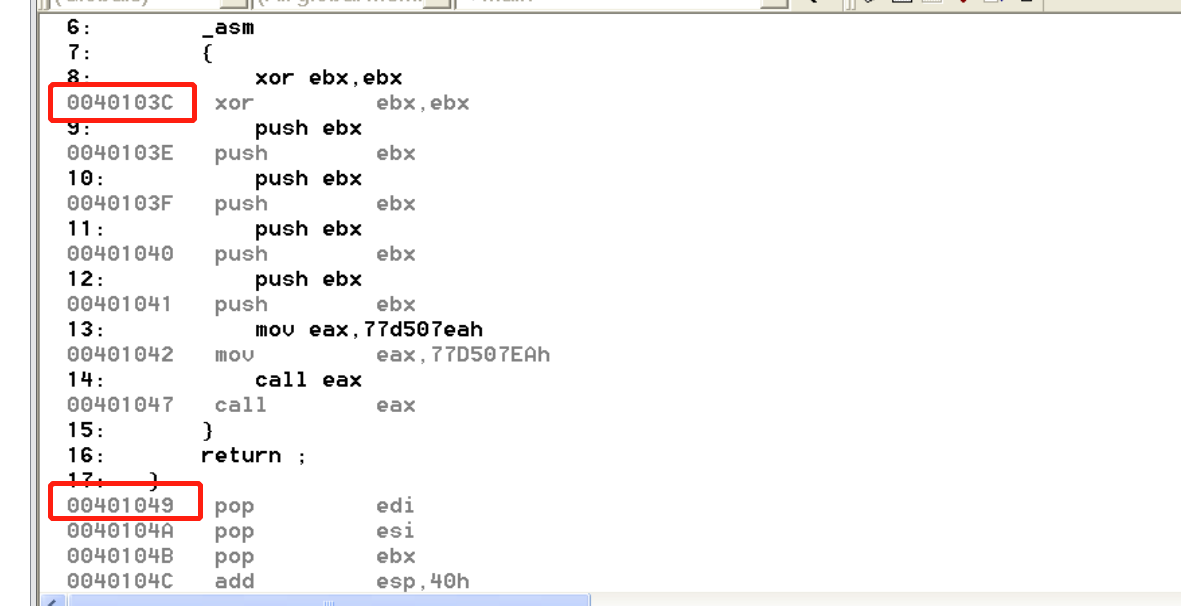 6: _asm
7: {
8: xor ebx,ebx
0040103C xor ebx,ebx
9: push ebx
0040103E push ebx
10: push ebx
0040103F push ebx
11: push ebx
00401040 push ebx
12: push ebx
00401041 push ebx
13: mov eax,77d507eah
00401042 mov eax,77D507EAh
14: call eax
00401047 call eax
15: }
16: return ;
17: }
00401049 pop edi
0040104A pop esi
0040104B pop ebx
0040104C add esp,40h